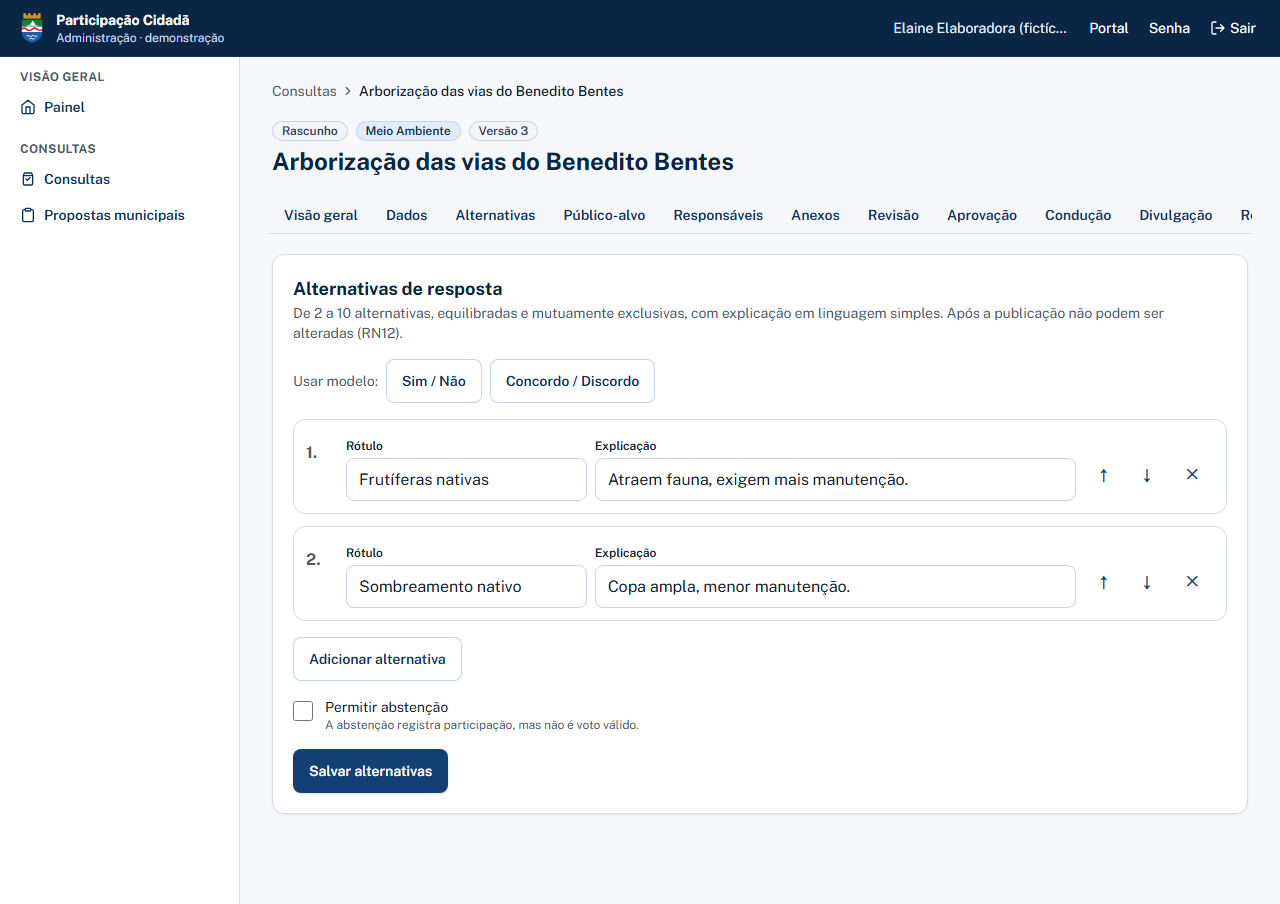 Participação Cidadã
Administração · demonstração
Elaine Elaboradora (fictíc...
Portal
Senha
Sair
VISÃO GERAL
Painel
CONSULTAS
Consultas
Propostas municipais
Consultas > Arborização das vias do Benedito Bentes
Rascunho
Meio Ambiente
Versão 3
Arborização das vias do Benedito Bentes
Visão geral
Dados
Alternativas
Público-alvo
Responsáveis
Anexos
Revisão
Aprovação
Condução
Divulgação
Alternativas de resposta
De 2 a 10 alternativas, equilibradas e mutuamente exclusivas, com explicação em linguagem simples. Após a publicação não podem ser
alteradas (RN12).
Usar modelo:
Sim / Não
Concordo / Discordo
1.
Rótulo
Explicação
Frutíferas nativas
Atraem fauna, exigem mais manutenção.
↑ ↓ ×
2.
Rótulo
Explicação
Sombreamento nativo
Copa ampla, menor manutenção.
↑ ↓ ×
Adicionar alternativa
Permitir abstenção
A abstenção registra participação, mas não é voto válido.
Salvar alternativas